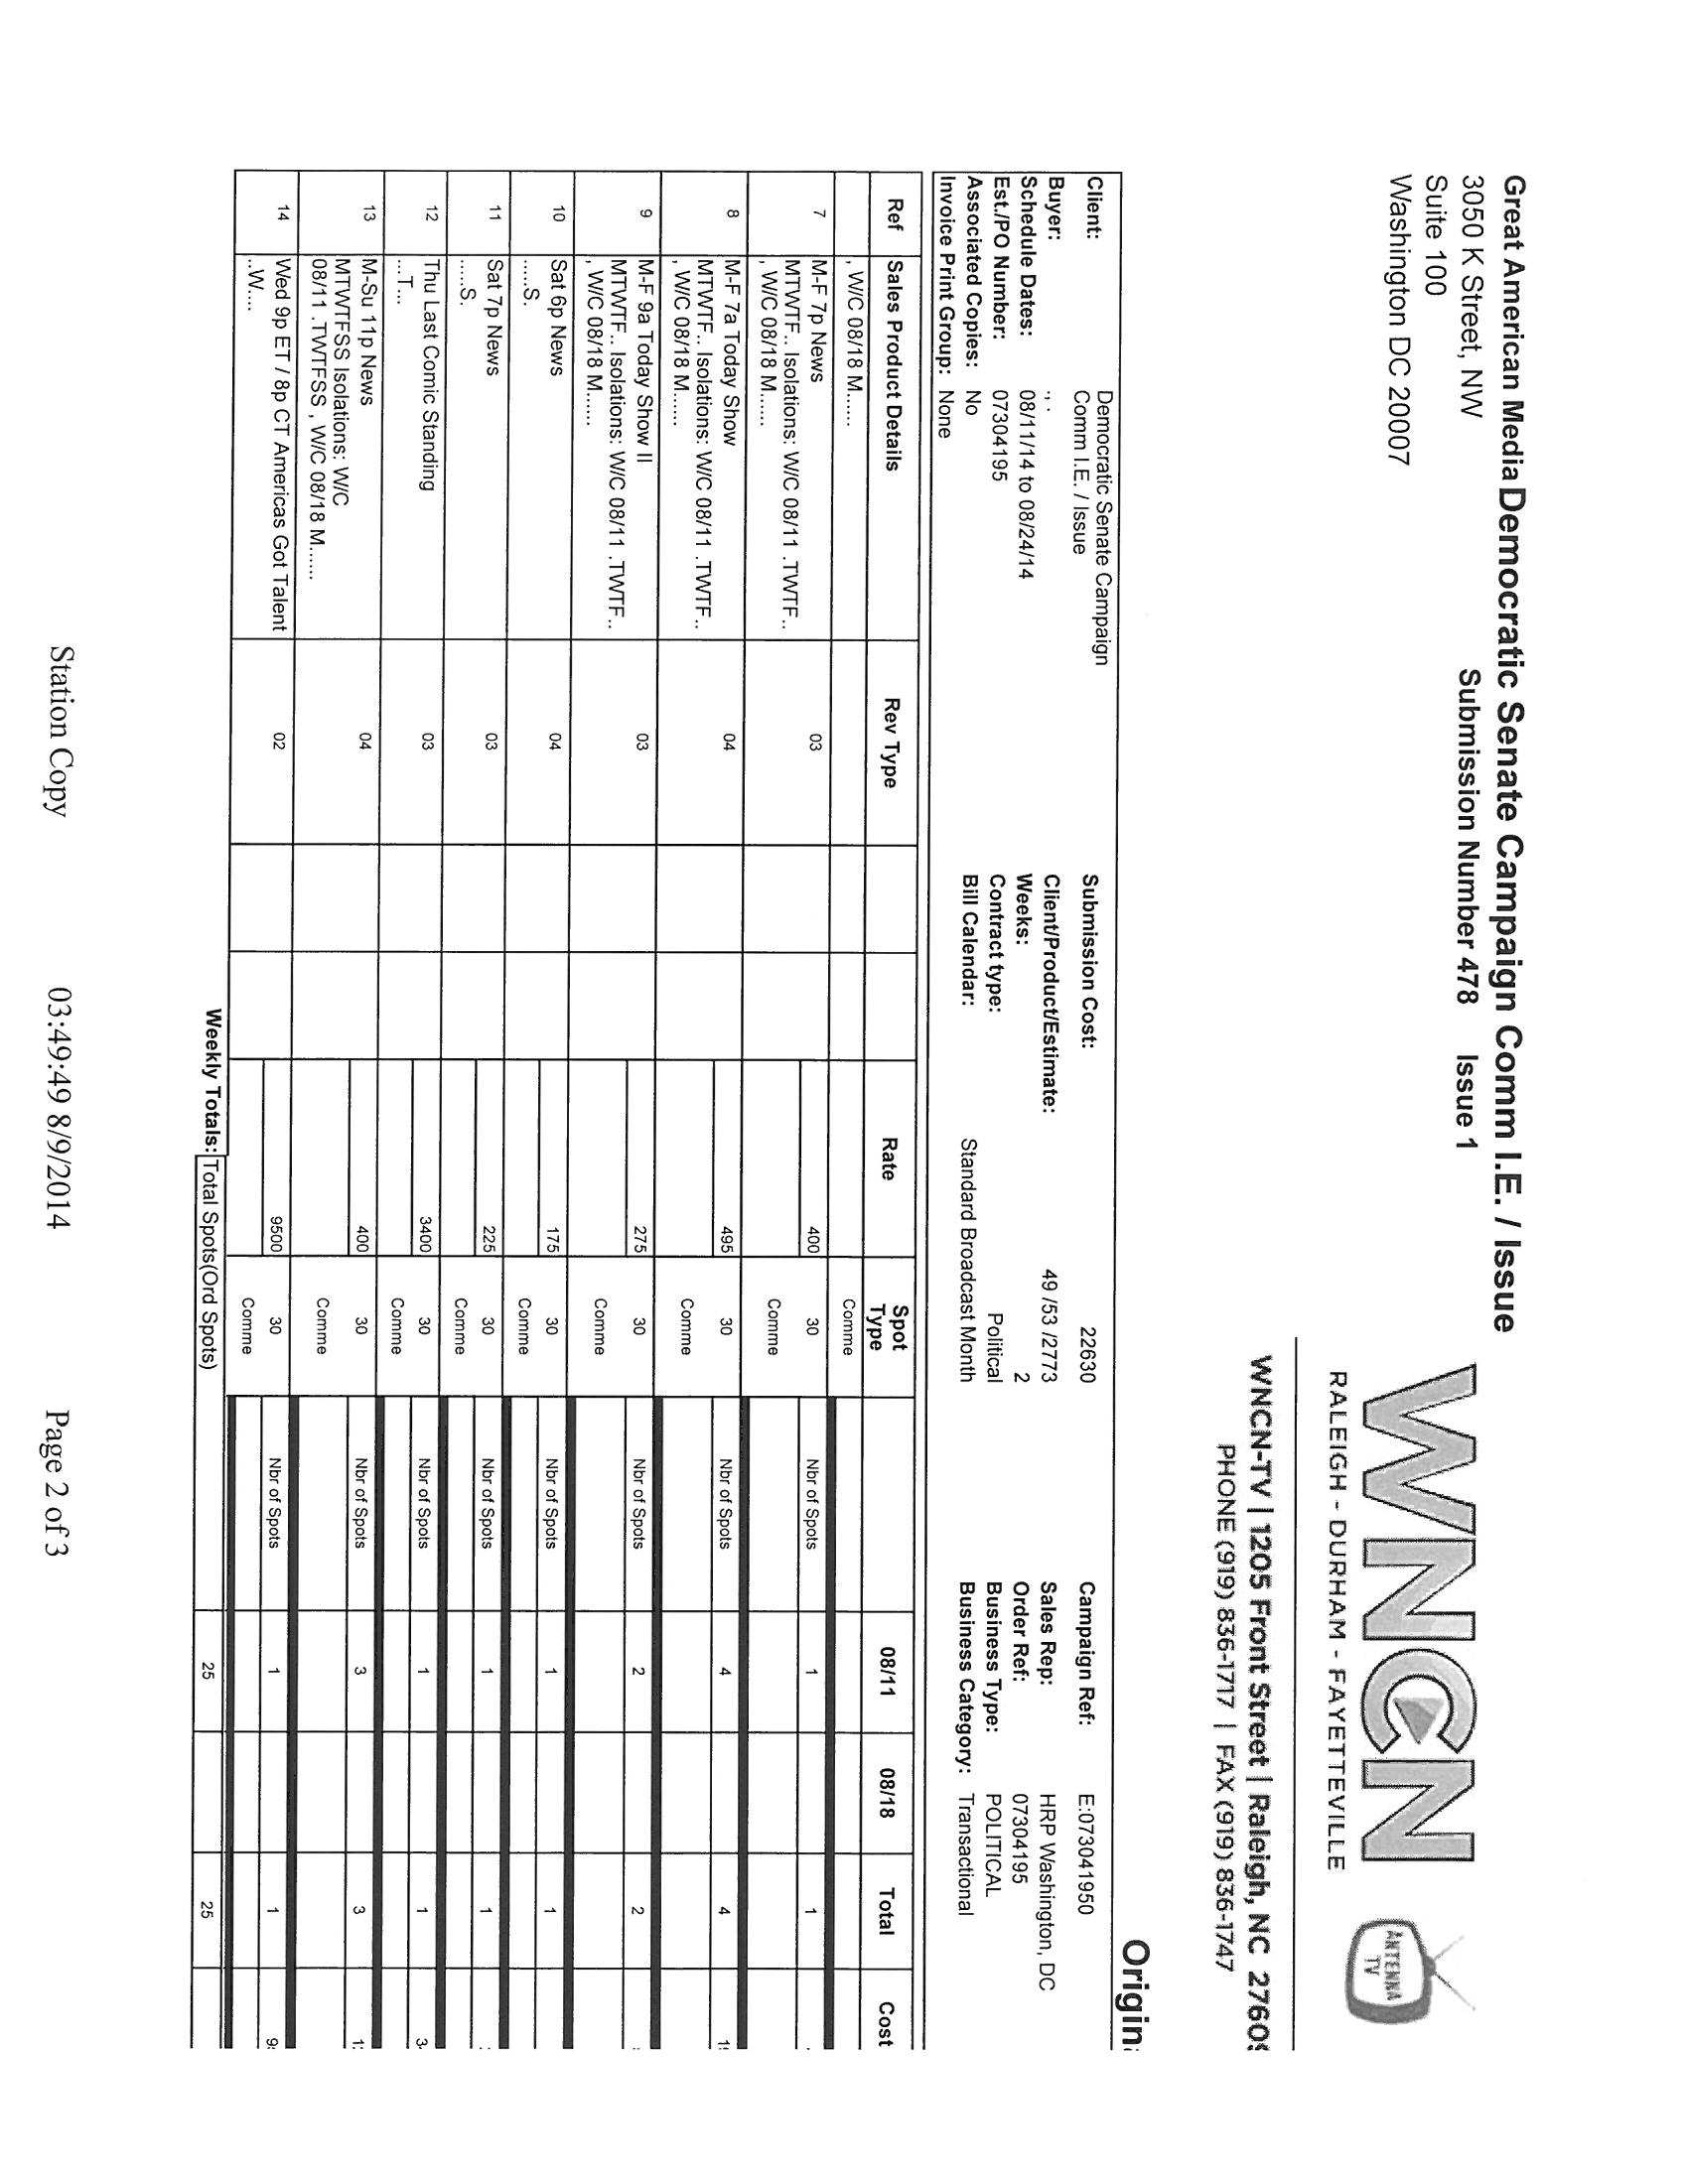 Great American Media Democratic Senate Campaign Comm I.E. / Issue
3050 K Street, NW
Suite 100
Washington DC 20007
Submission Number 478 Issue 1
WNCN
RALEIGH - DURHAM - FAYETTEVILLE
ANTENNA
TV
WNCN-TV | 1205 Front Street | Raleigh, NC 2760
PHONE (919) 836-1717 | FAX (919) 836-1747
Origin
Client: Democratic Senate Campaign Comm I.E. / Issue Submission Cost: 22630 Campaign Ref: E:073041950
Buyer: ., . Client/Product/Estimate: 49 /53 /2773 Sales Rep: HRP Washington, DC
Schedule Dates: 08/11/14 to 08/24/14 Weeks: 2 Order Ref: 07304195
Est./PO Number: 07304195 Contract type: Political Business Type: POLITICAL
Associated Copies: No Bill Calendar: Standard Broadcast Month Business Category: Transactional
Invoice Print Group: None
Ref Sales Product Details Rev Type Rate Spot Type 08/11 08/18 Total Cost
, W/C 08/18 M...... Comme
7 M-F 7p News 03 400 30 Nbr of Spots 1 1
MTWTF.. Isolations: W/C 08/11 .TWTF.. Comme
, W/C 08/18 M......
8 M-F 7a Today Show 04 495 30 Nbr of Spots 4 4
MTWTF.. Isolations: W/C 08/11 .TWTF.. Comme
, W/C 08/18 M......
9 M-F 9a Today Show II 03 275 30 Nbr of Spots 2 2
MTWTF.. Isolations: W/C 08/11 .TWTF.. Comme
, W/C 08/18 M......
10 Sat 6p News 04 175 30 Nbr of Spots 1 1
.....S. Comme
11 Sat 7p News 03 225 30 Nbr of Spots 1 1
.....S. Comme
12 Thu Last Comic Standing 03 3400 30 Nbr of Spots 1 1 3
...T... Comme
13 M-Su 11p News 04 400 30 Nbr of Spots 3 3 1
MTWTFSS Isolations: W/C Comme
08/11 .TWTFSS , W/C 08/18 M......
14 Wed 9p ET / 8p CT Americas Got Talent 02 9500 30 Nbr of Spots 1 1 9
..W.... Comme
Weekly Totals: Total Spots(Ord Spots) 25 25
Station Copy 03:49:49 8/9/2014 Page 2 of 3